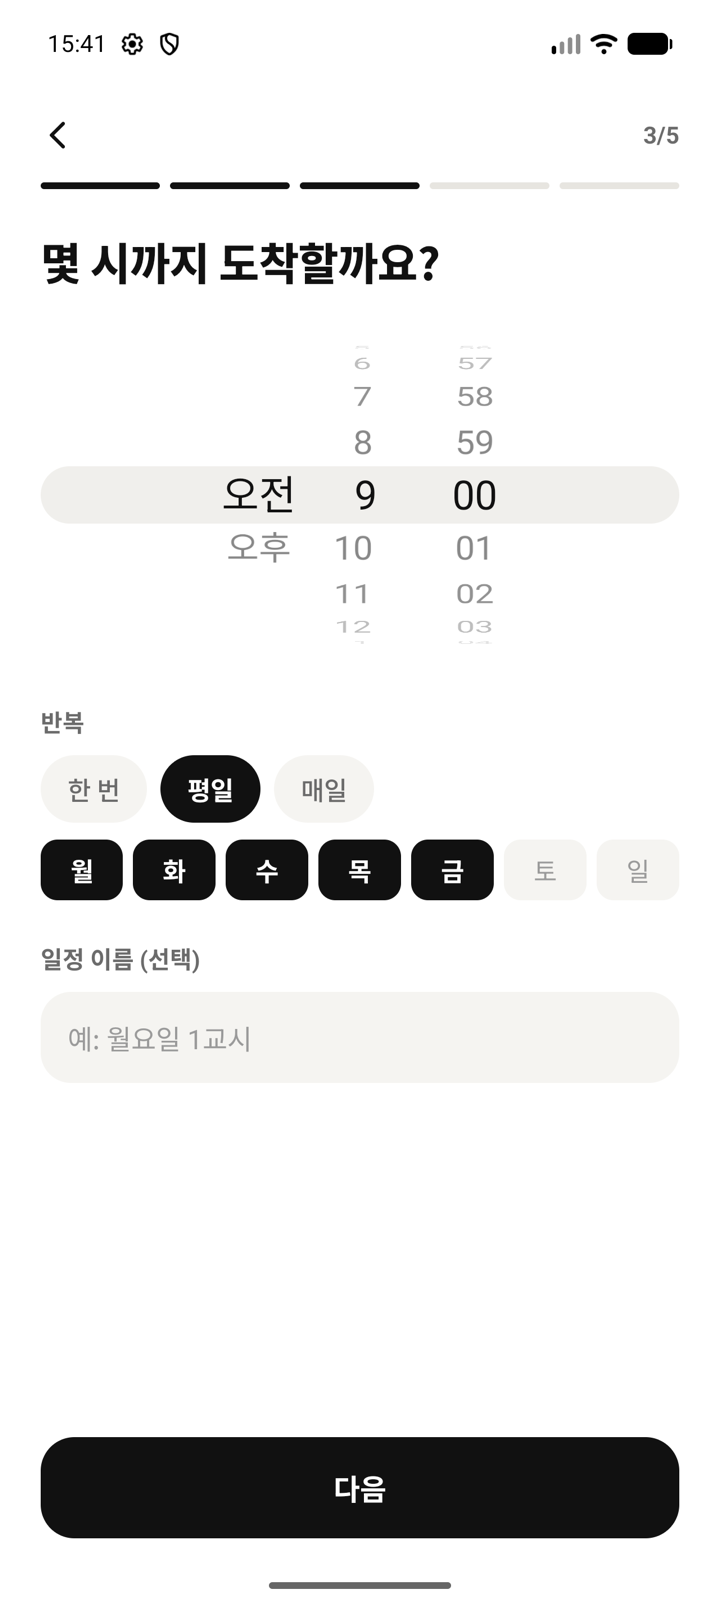 15:41
3/5
몇 시까지 도착할까요?
6 57
7 58
8 59
오전 9 00
오후 10 01
11 02
12 03
반복
한 번 평일 매일
월 화 수 목 금 토 일
일정 이름 (선택)
예: 월요일 1교시
다음